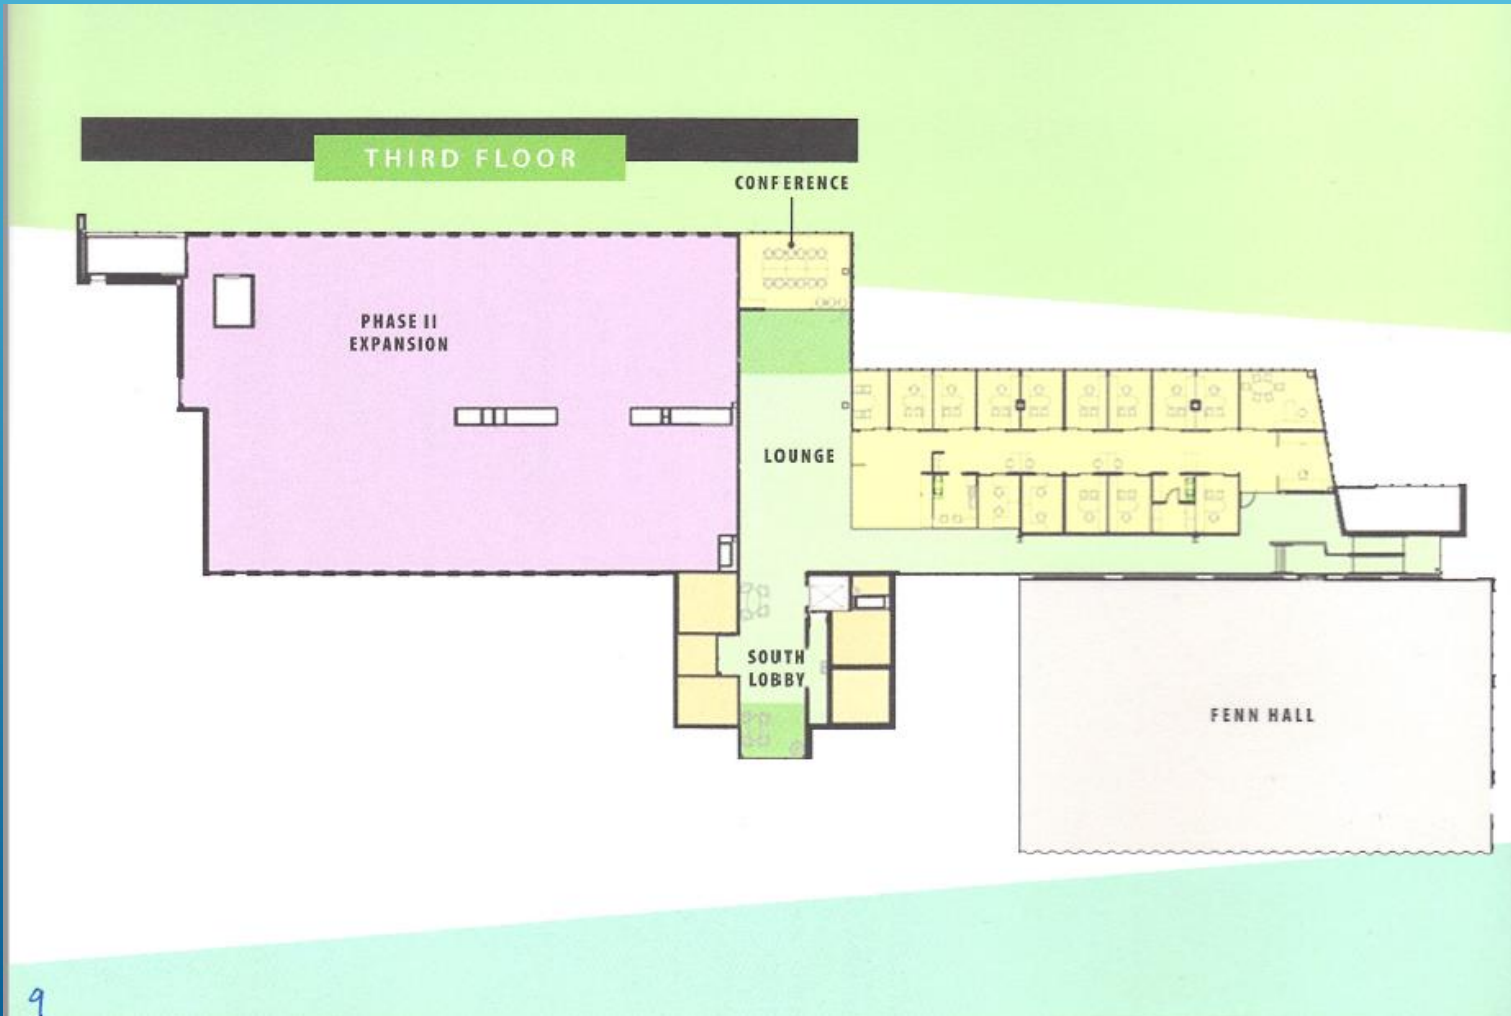 THIRD FLOOR
CONFERENCE
PHASE II
EXPANSION
LOUNGE
SOUTH
LOBBY
FENN HALL
9